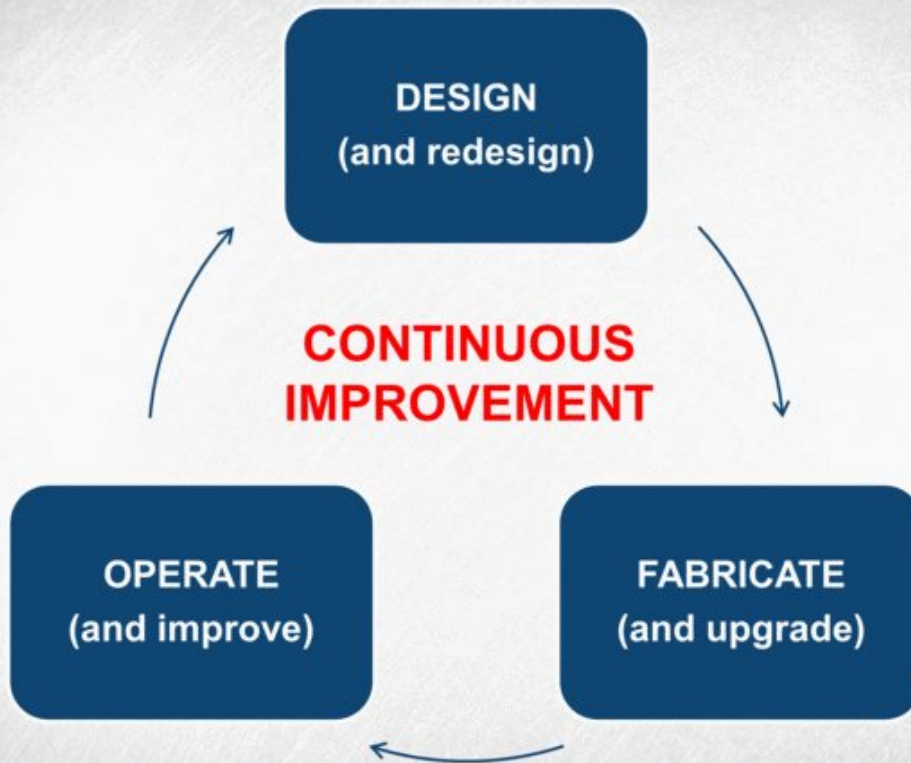 DESIGN
(and redesign)
CONTINUOUS
IMPROVEMENT
OPERATE
(and improve)
FABRICATE
(and upgrade)